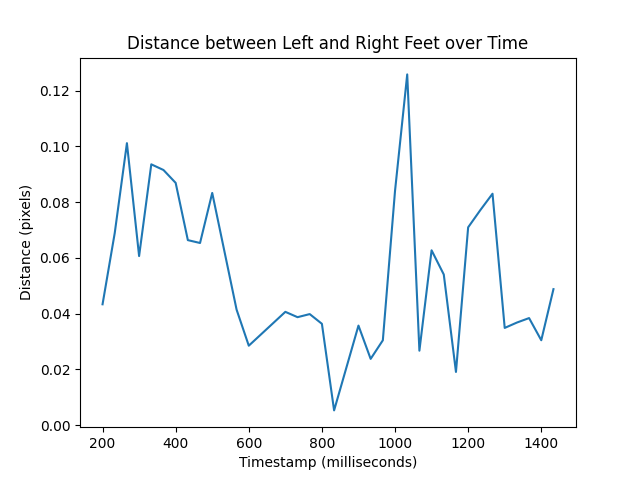 Distance between Left and Right Feet over Time
0.12
0.10
0.08
0.06
0.04
0.02
0.00
Distance (pixels)
200 400 600 800 1000 1200 1400
Timestamp (milliseconds)